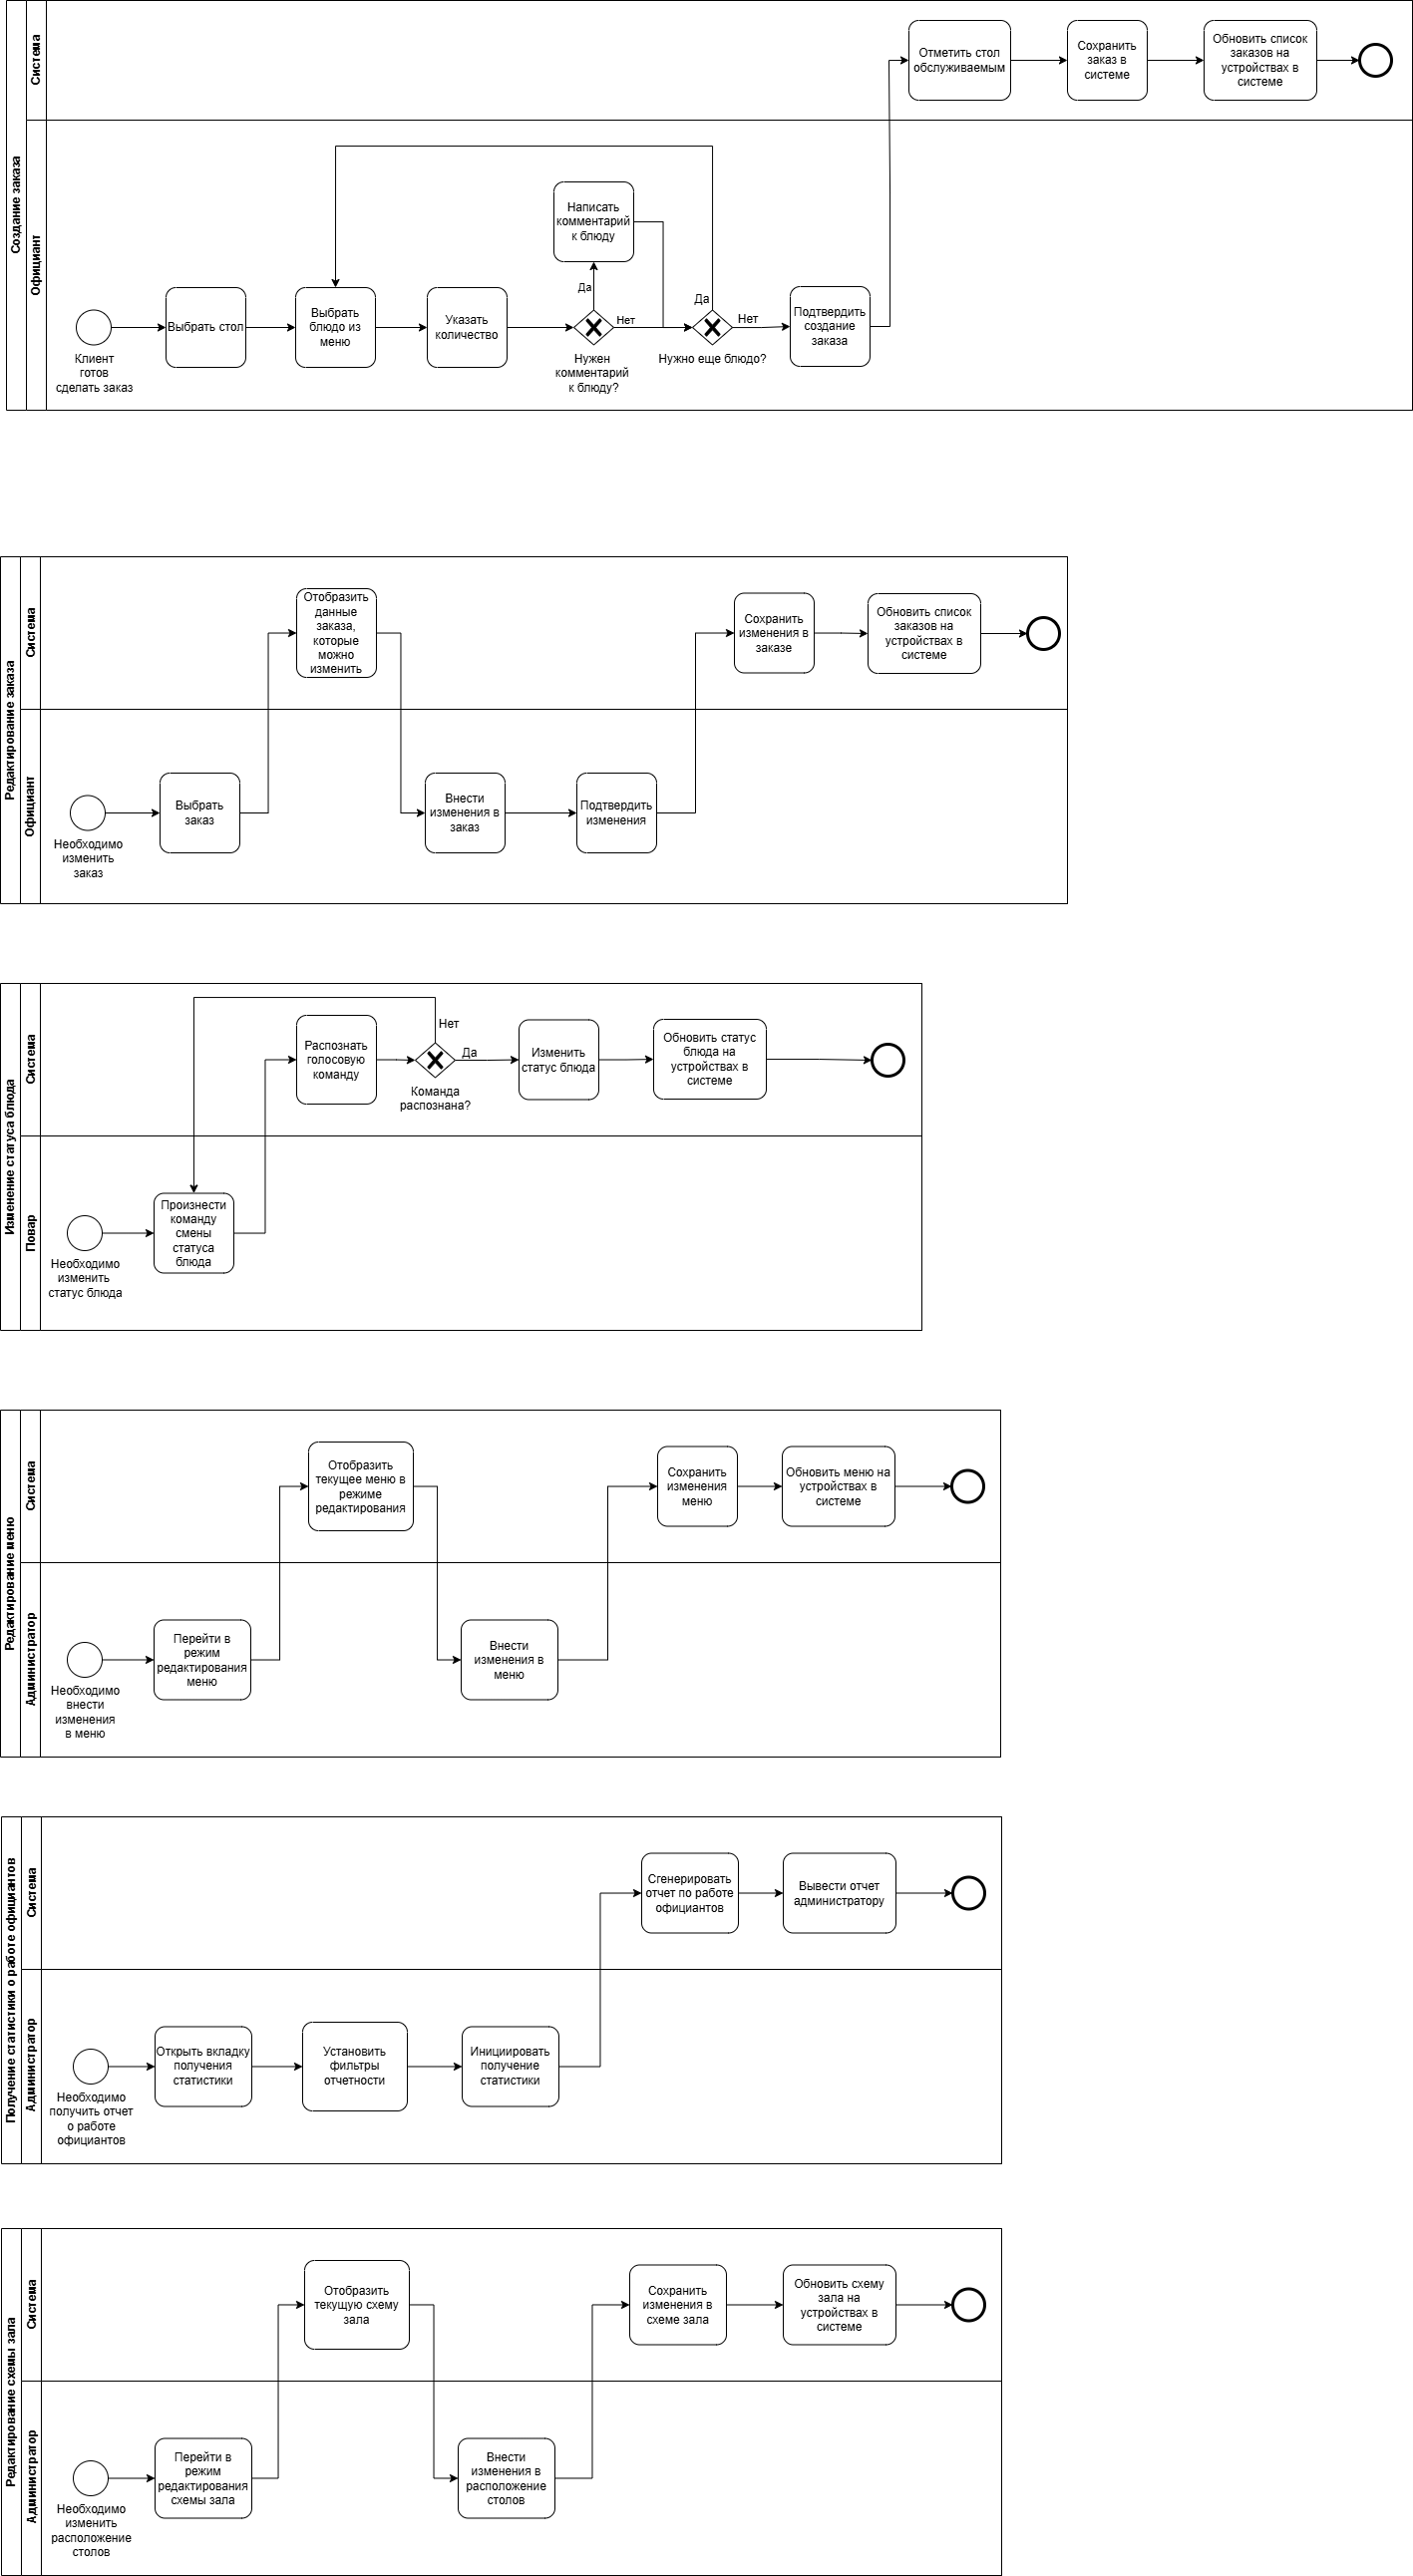 Создание заказа
Система
Отметить стол
обслуживаемым
Сохранить
заказ в
системе
Обновить список
заказов на
устройствах в
системе
Официант
Клиент
готов
сделать заказ
Выбрать стол
Выбрать
блюдо из
меню
Указать
количество
Написать
комментарий
к блюду
Да
Нет
Нужен
комментарий
к блюду?
Да
Нет
Нужно еще блюдо?
Подтвердить
создание
заказа
Редактирование заказа
Система
Отобразить
данные
заказа,
которые
можно
изменить
Сохранить
изменения в
заказе
Обновить список
заказов на
устройствах в
системе
Официант
Необходимо
изменить
заказ
Выбрать
заказ
Внести
изменения в
заказ
Подтвердить
изменения
Изменение статуса блюда
Система
Распознать
голосовую
команду
Нет
Да
Команда
распознана?
Изменить
статус блюда
Обновить статус
блюда на
устройствах в
системе
Повар
Необходимо
изменить
статус блюда
Произнести
команду
смены
статуса
блюда
Редактирование меню
Система
Отобразить
текущее меню в
режиме
редактирования
Сохранить
изменения
меню
Обновить меню на
устройствах в
системе
Администратор
Необходимо
внести
изменения
в меню
Перейти в
режим
редактирования
меню
Внести
изменения в
меню
Получение статистики о работе официантов
Система
Сгенерировать
отчет по работе
официантов
Вывести отчет
администратору
Администратор
Необходимо
получить отчет
о работе
официантов
Открыть вкладку
получения
статистики
Установить
фильтры
отчетности
Инициировать
получение
статистики
Редактирование схемы зала
Система
Отобразить
текущую схему
зала
Сохранить
изменения в
схеме зала
Обновить схему
зала на
устройствах в
системе
Администратор
Необходимо
изменить
расположение
столов
Перейти в
режим
редактирования
схемы зала
Внести
изменения в
расположение
столов